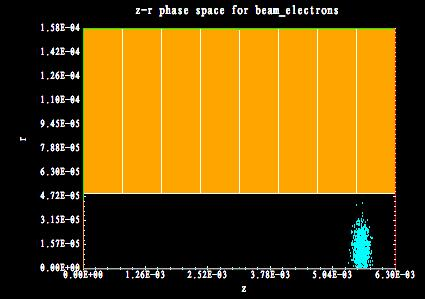 z-r phase space for beam_electrons
1.58E-04
1.42E-04
1.26E-04
1.10E-04
9.45E-05
7.88E-05
6.30E-05
4.72E-05
3.15E-05
1.57E-05
0.00E+00
r
0.00E+00 1.26E-03 2.52E-03 3.78E-03 5.04E-03 6.30E-03
z